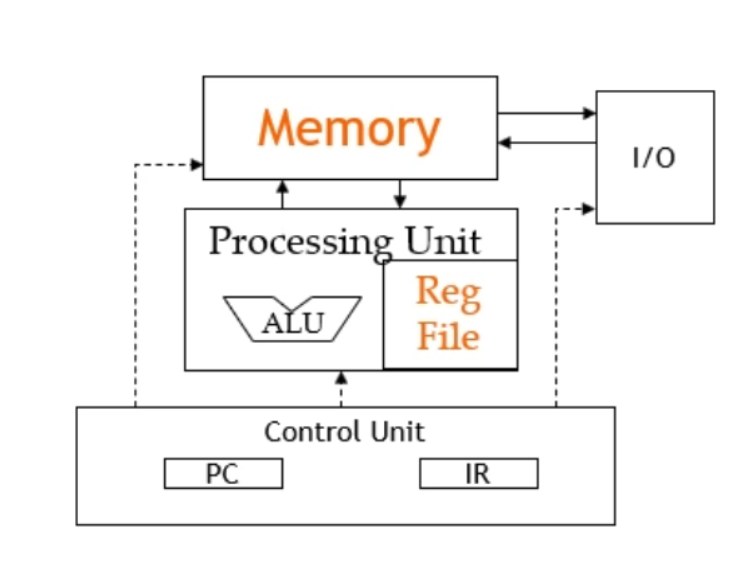 Memory
I/O
Processing Unit
ALU
Reg
File
Control Unit
PC
IR